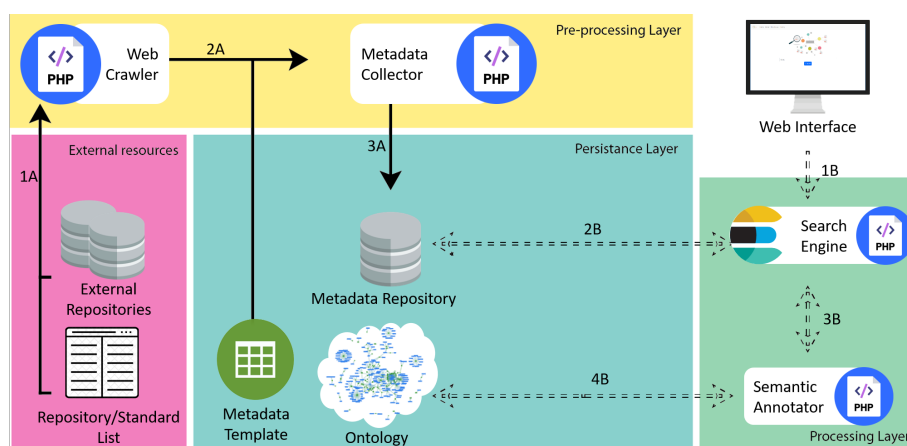 Pre-processing Layer
Web
Crawler
</>
PHP
2A
Metadata
Collector
</>
PHP
Web Interface
External resources
1A
3A
Persistance Layer
1B
External
Repositories
Metadata Repository
2B
Search
Engine
</>
PHP
3B
Repository/Standard
List
Metadata
Template
Ontology
4B
Semantic
Annotator
</>
PHP
Processing Layer